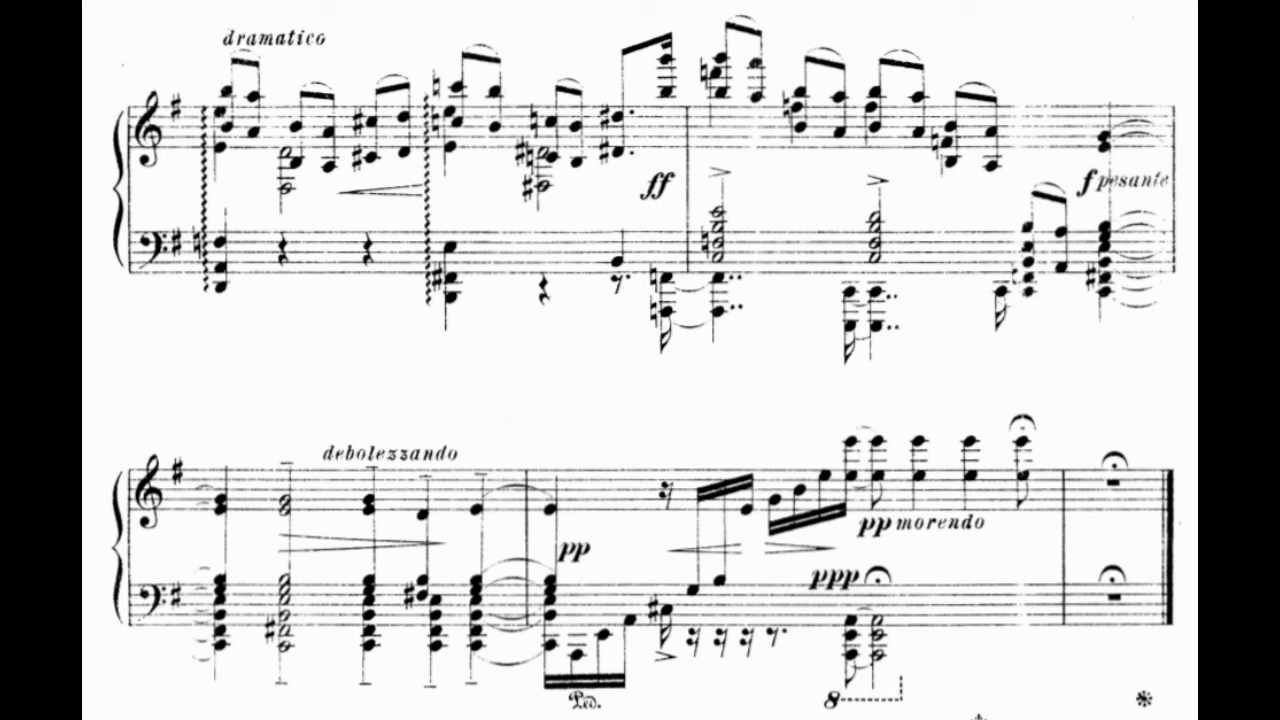 dramatico
ff
f pesante
debolezzando
pp
pp morendo
ppp
Ped.
8